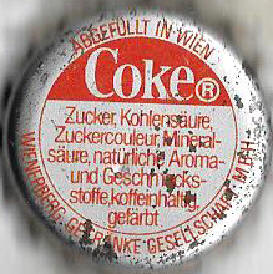 ABGEFÜLLT IN WIEN
Coke®
Zucker, Kohlensäure,
Zuckercouleur, Mineral-
säure, natürliche Aroma-
und Geschmacks-
stoffe, koffeinhältig,
gefärbt.
WIENERBERG GETRÄNKE GESELLSCHAFT M.B.H.